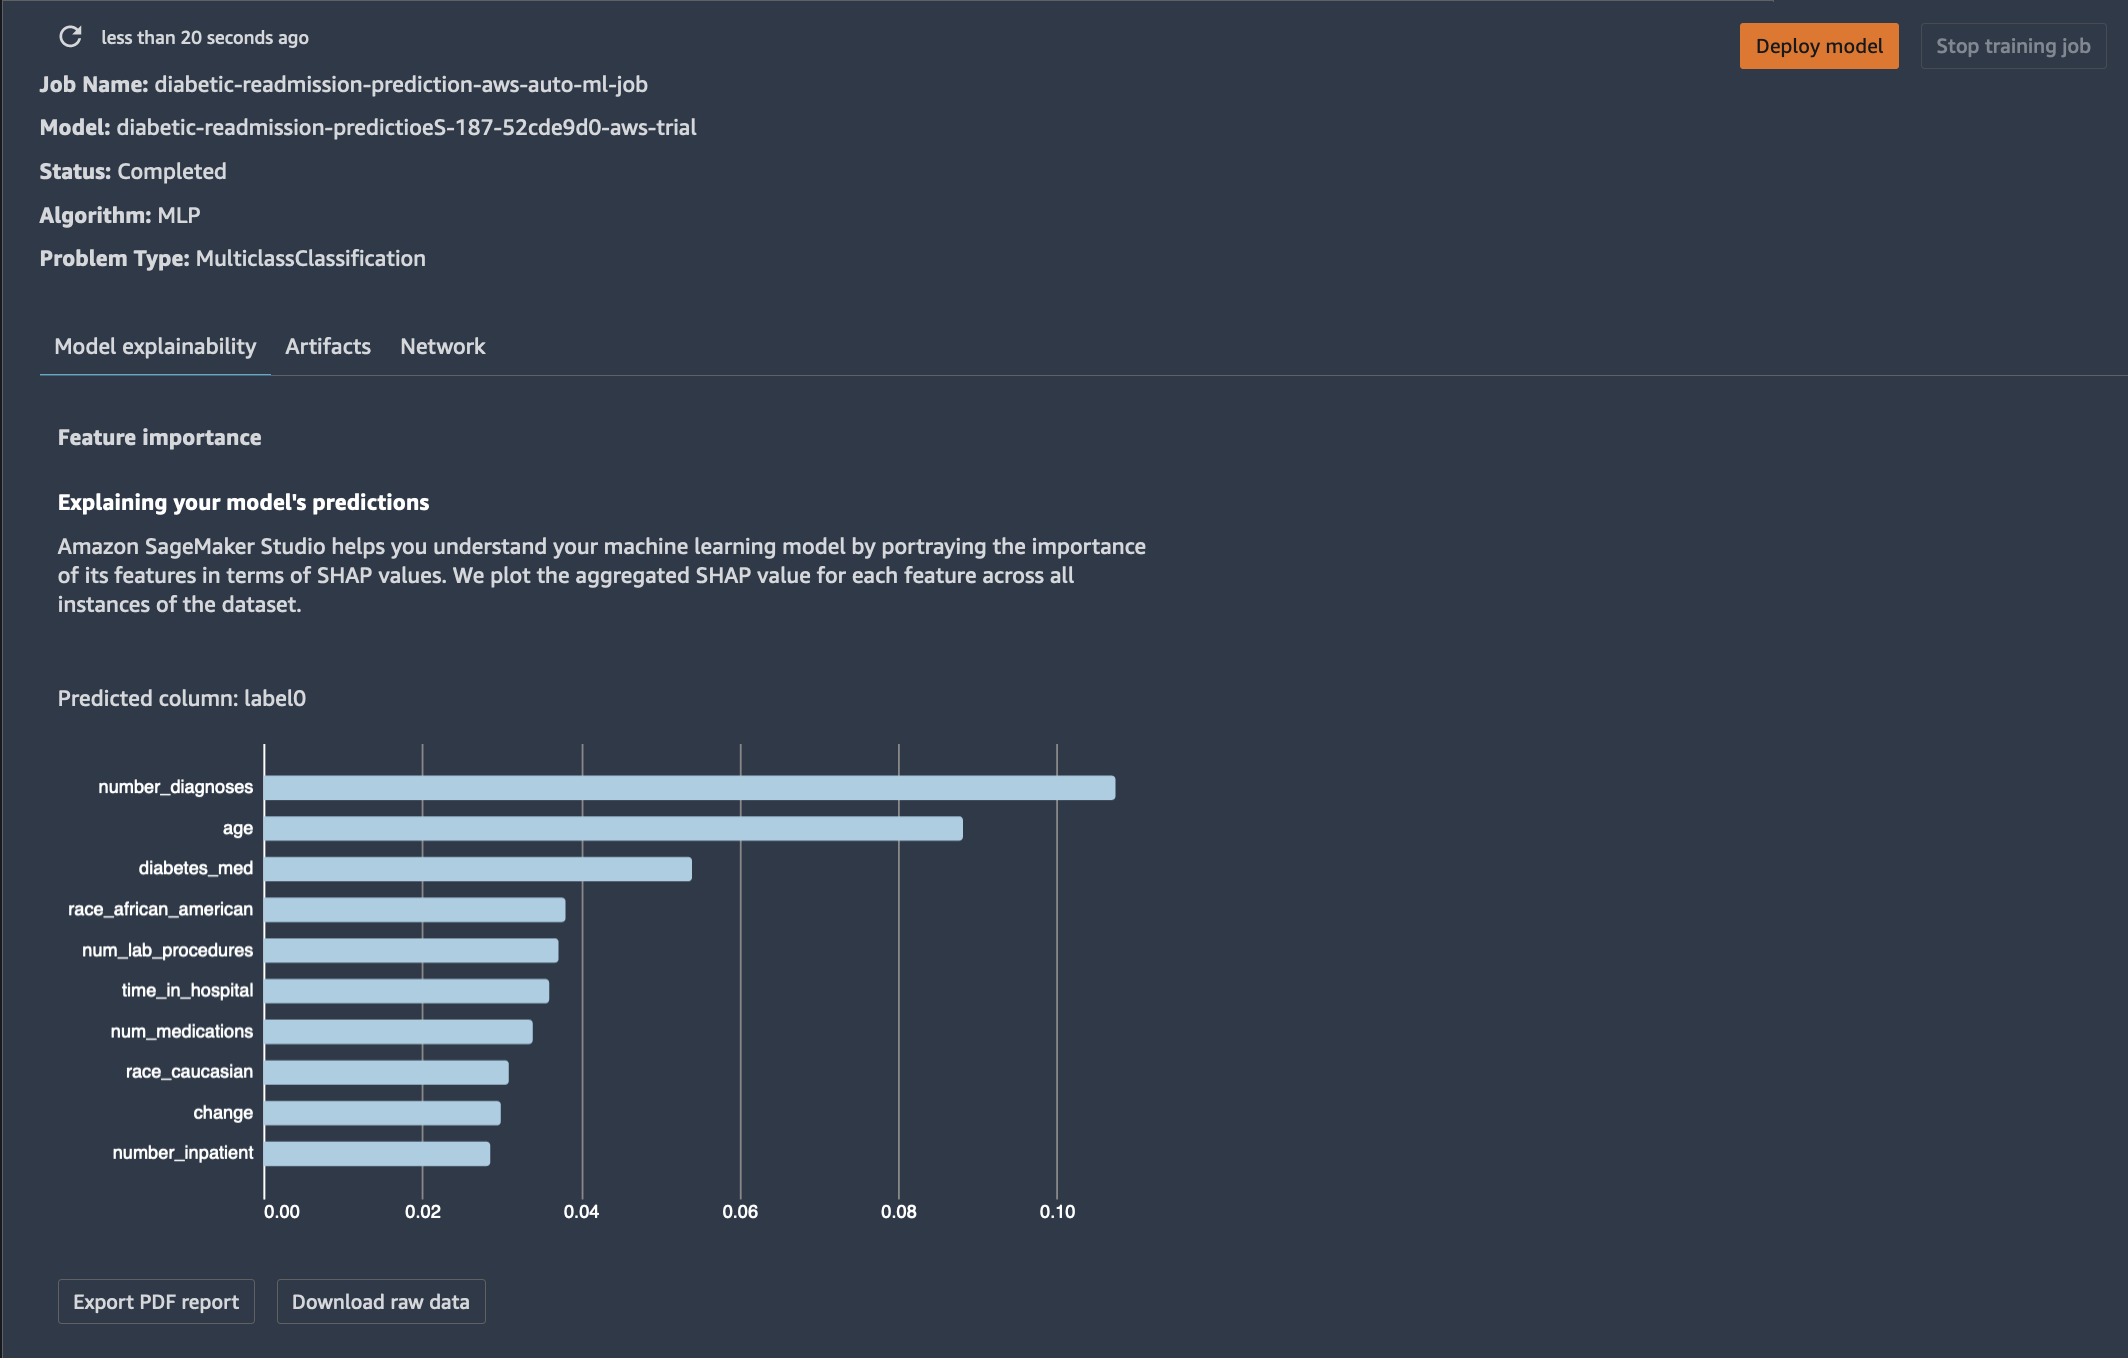 less than 20 seconds ago
Deploy model
Stop training job
Job Name: diabetic-readmission-prediction-aws-auto-ml-job
Model: diabetic-readmission-predictioeS-187-52cde9d0-aws-trial
Status: Completed
Algorithm: MLP
Problem Type: MulticlassClassification
Model explainability
Artifacts
Network
Feature importance
Explaining your model's predictions
Amazon SageMaker Studio helps you understand your machine learning model by portraying the importance
of its features in terms of SHAP values. We plot the aggregated SHAP value for each feature across all
instances of the dataset.
Predicted column: label0
number_diagnoses
age
diabetes_med
race_african_american
num_lab_procedures
time_in_hospital
num_medications
race_caucasian
change
number_inpatient
0.00
0.02
0.04
0.06
0.08
0.10
Export PDF report
Download raw data